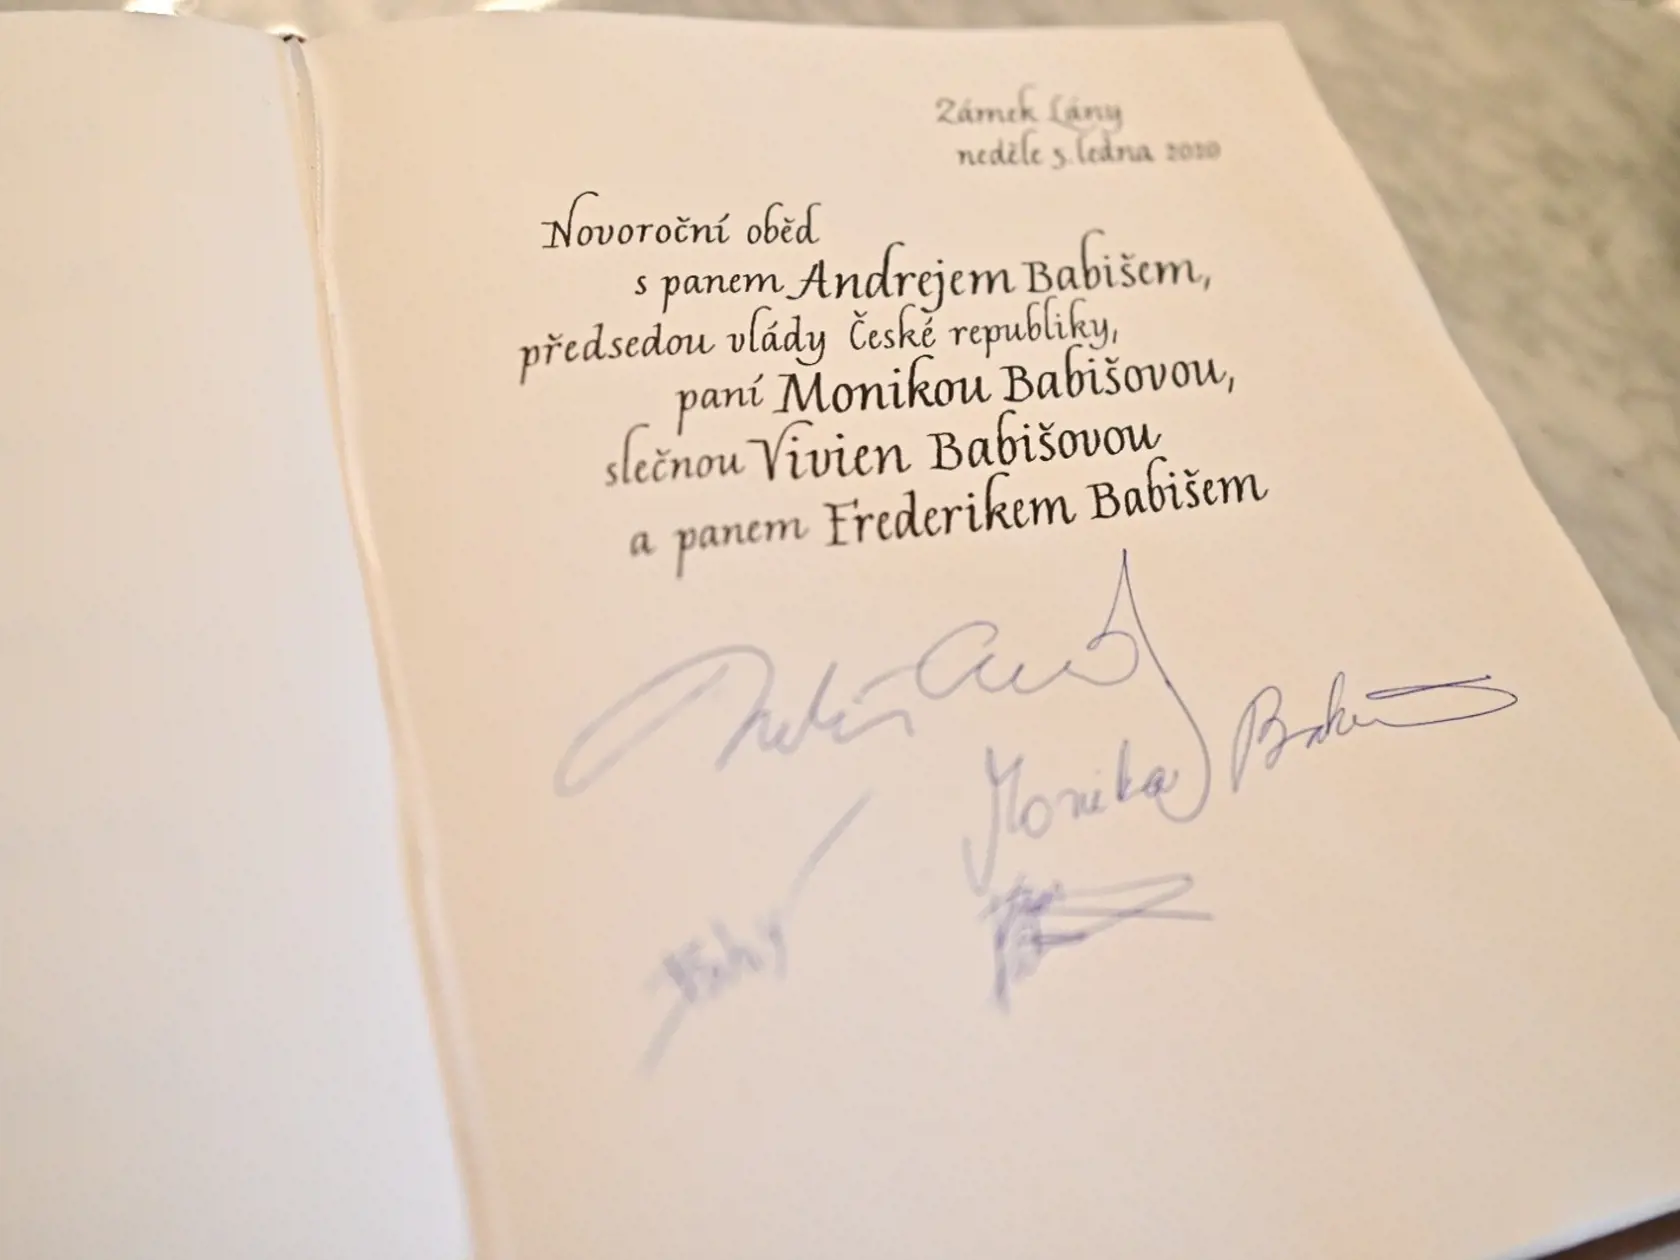 Zámek Lány
neděle 5. ledna 2020
Novoroční oběd
s panem Andrejem Babišem,
předsedou vlády České republiky,
paní Monikou Babišovou,
slečnou Vivien Babišovou
a panem Frederikem Babišem
Monika